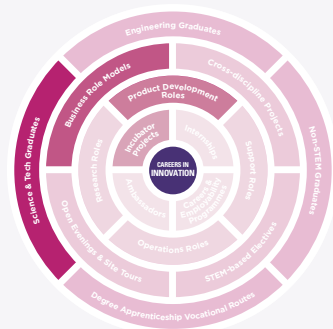 Engineering Graduates
Non-STEM Graduates
Degree Apprenticeship Vocational Routes
Science & Tech Graduates
Business Role Models
Cross-discipline Projects
STEM-based Electives
Open Evenings & Site Tours
Product Development
Roles
Support Roles
Operations Roles
Research Roles
Incubator
Projects
Internships
Careers &
Employability
Programmes
Ambassadors
CAREERS IN
INNOVATION